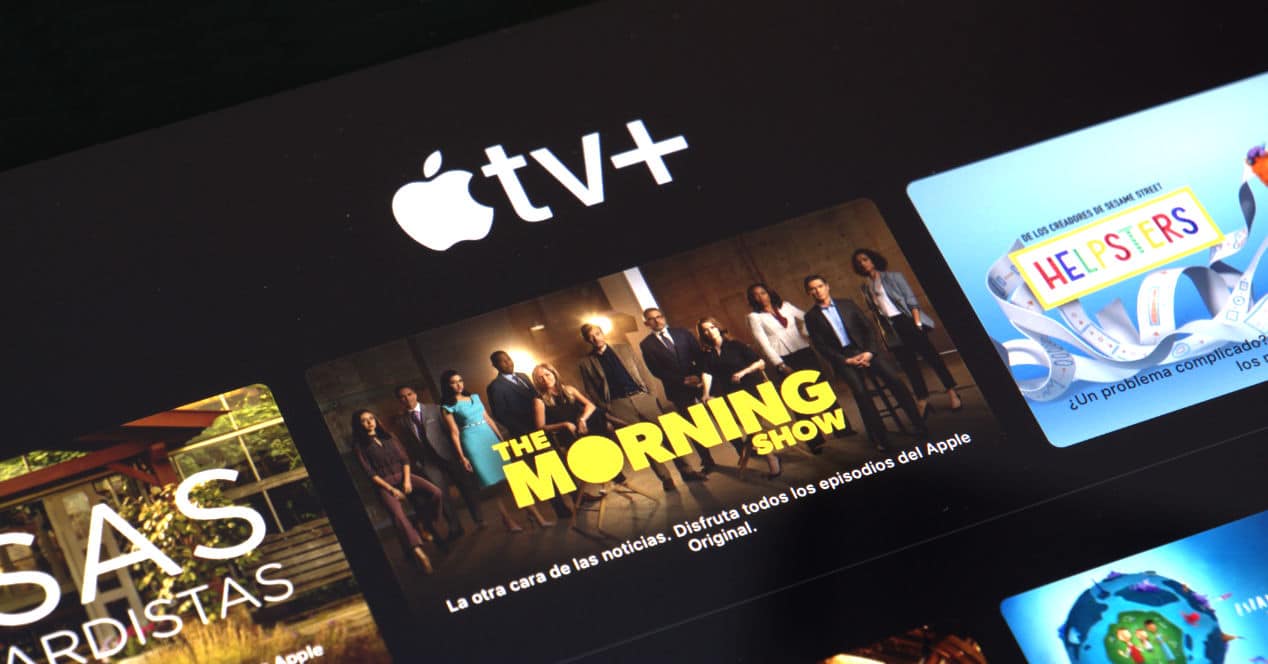 tv+
DE LOS CREADORES DE SESAME STREET
HELPSTERS
¿Un problema complicado?
los
THE
MORNING
SHOW
La otra cara de las noticias. Disfruta todos los episodios del Apple
Original.
SAS
ARDISTAS
Apple